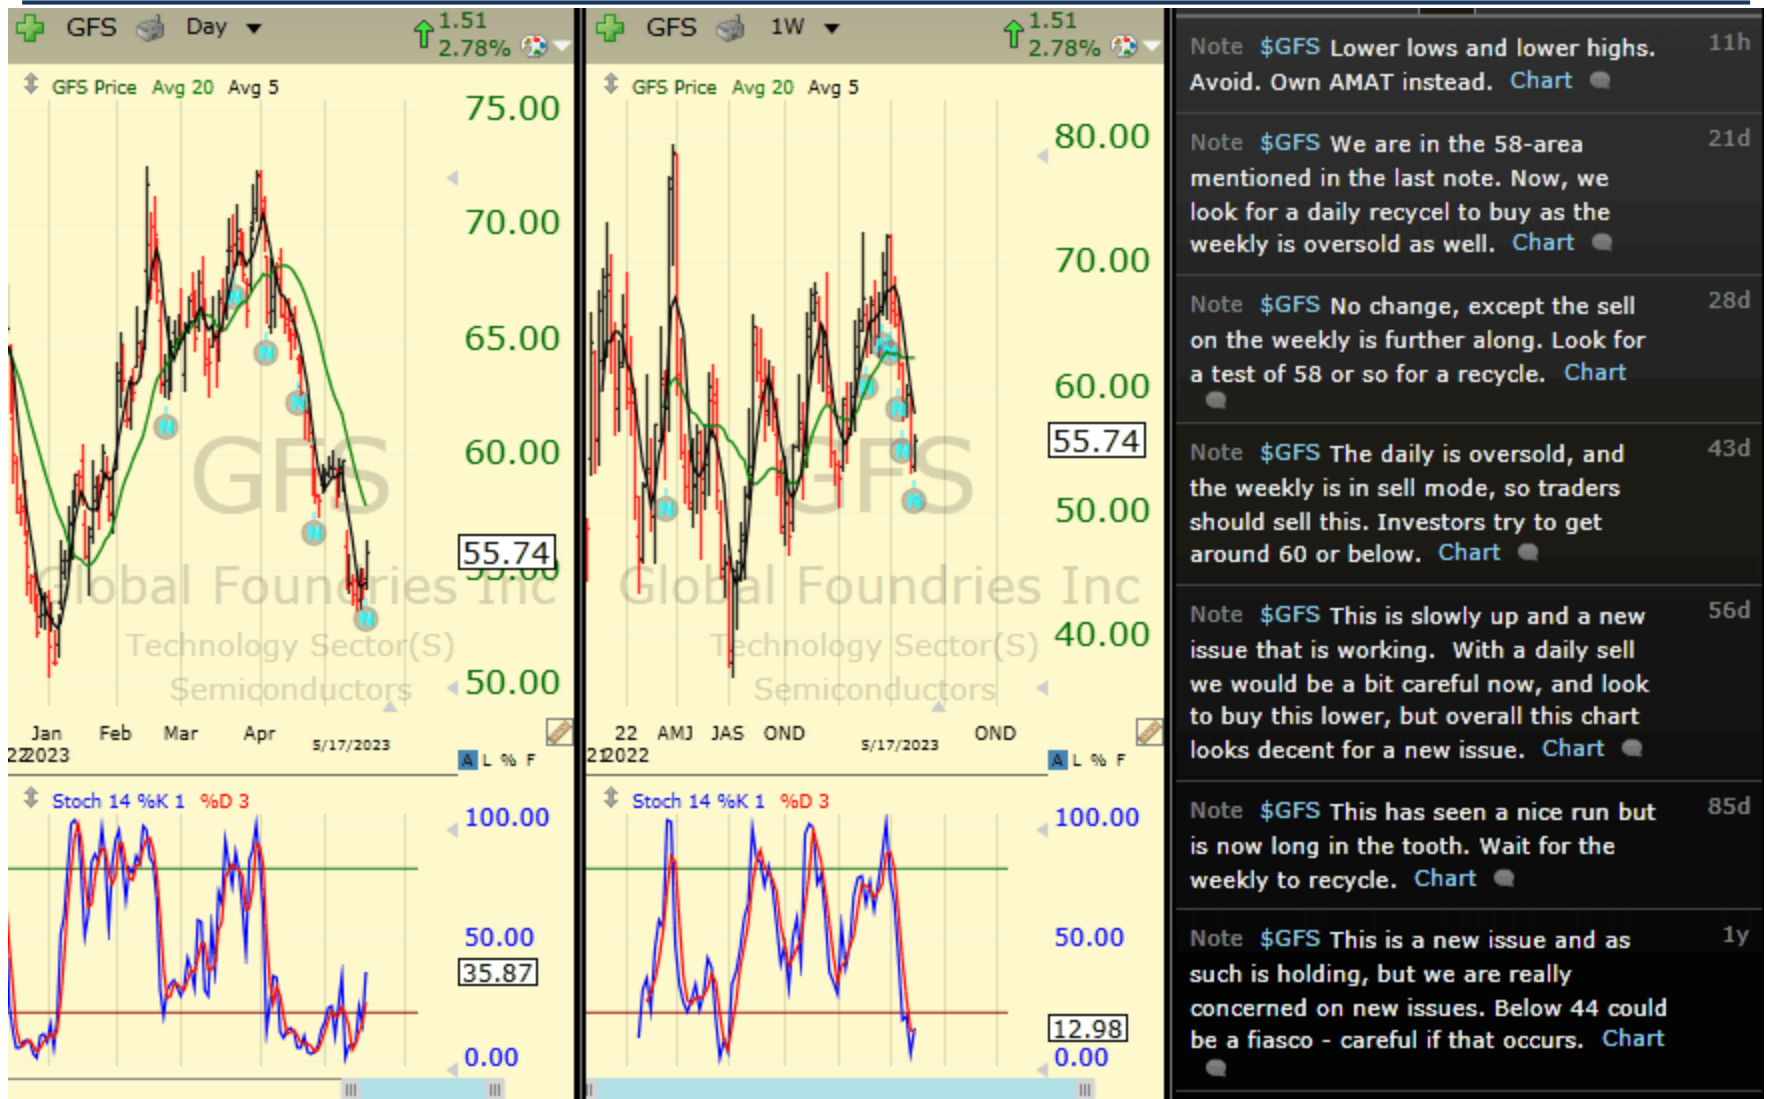 GFS Day 1.51
2.78%
GFS Price Avg 20 Avg 5
75.00
70.00
65.00
60.00
55.74
55.00
50.00
GFS
Global Foundries Inc
Technology Sector(S)
Semiconductors
Jan Feb Mar Apr 5/17/2023
222023
A L % F
Stoch 14 %K 1 %D 3
100.00
50.00
35.87
0.00
GFS 1W 1.51
2.78%
GFS Price Avg 20 Avg 5
80.00
70.00
60.00
55.74
50.00
40.00
GFS
Global Foundries Inc
Technology Sector(S)
Semiconductors
22 AMJ JAS OND 5/17/2023 OND
212022
A L % F
Stoch 14 %K 1 %D 3
100.00
50.00
12.98
0.00
Note $GFS Lower lows and lower highs. 11h
Avoid. Own AMAT instead. Chart
Note $GFS We are in the 58-area 21d
mentioned in the last note. Now, we
look for a daily recycel to buy as the
weekly is oversold as well. Chart
Note $GFS No change, except the sell 28d
on the weekly is further along. Look for
a test of 58 or so for a recycle. Chart
Note $GFS The daily is oversold, and 43d
the weekly is in sell mode, so traders
should sell this. Investors try to get
around 60 or below. Chart
Note $GFS This is slowly up and a new 56d
issue that is working. With a daily sell
we would be a bit careful now, and look
to buy this lower, but overall this chart
looks decent for a new issue. Chart
Note $GFS This has seen a nice run but 85d
is now long in the tooth. Wait for the
weekly to recycle. Chart
Note $GFS This is a new issue and as 1y
such is holding, but we are really
concerned on new issues. Below 44 could
be a fiasco - careful if that occurs. Chart